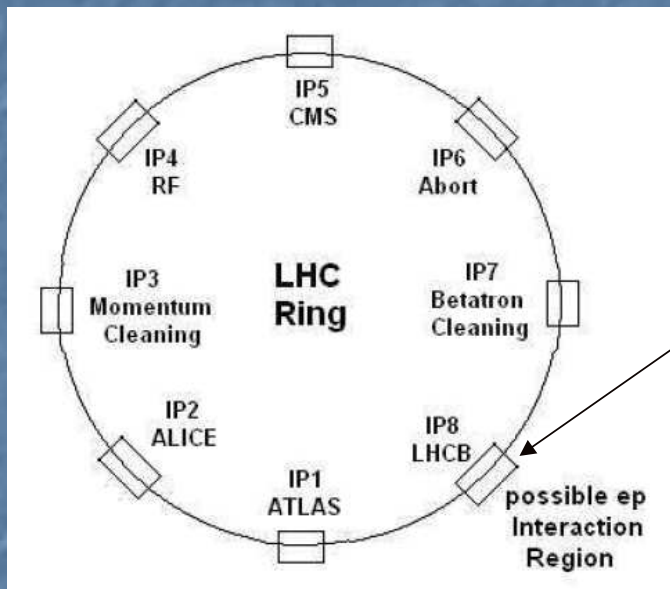 IP5
CMS
IP4
RF
IP6
Abort
IP3
Momentum
Cleaning
LHC
Ring
IP7
Betatron
Cleaning
IP2
ALICE
IP8
LHCB
IP1
ATLAS
possible ep
Interaction
Region